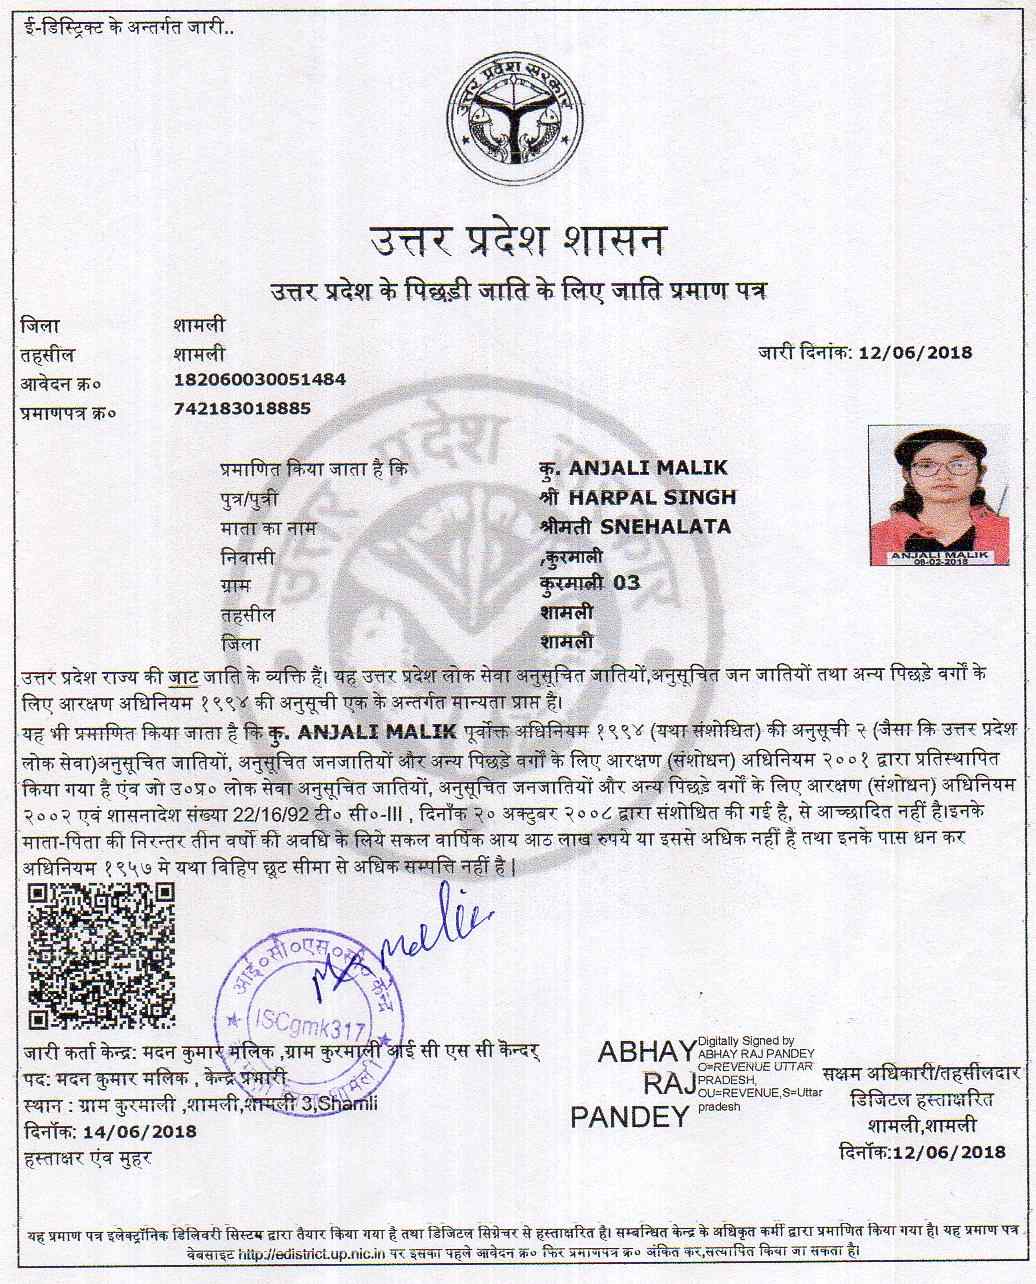 ई-डिस्ट्रिक्ट के अन्तर्गत जारी..
उत्तर प्रदेश सरकार
उत्तर प्रदेश शासन
उत्तर प्रदेश के पिछड़ी जाति के लिए जाति प्रमाण पत्र
जिला शामली
तहसील शामली
जारी दिनांक: 12/06/2018
आवेदन क्र० 182060030051484
प्रमाणपत्र क्र० 742183018885
प्रमाणित किया जाता है कि कु. ANJALI MALIK
पुत्र/पुत्री श्री HARPAL SINGH
माता का नाम श्रीमती SNEHALATA
निवासी ,कुरमाली
ग्राम कुरमाली 03
तहसील शामली
जिला शामली
ANJALI MALIK
08-02-2018
उत्तर प्रदेश राज्य की जाट जाति के व्यक्ति हैं। यह उत्तर प्रदेश लोक सेवा अनुसूचित जातियों,अनुसूचित जन जातियों तथा अन्य पिछड़े वर्गों के
लिए आरक्षण अधिनियम १९९४ की अनुसूची एक के अन्तर्गत मान्यता प्राप्त है।
यह भी प्रमाणित किया जाता है कि कु. ANJALI MALIK पूर्वोक्त अधिनियम १९९४ (यथा संशोधित) की अनुसूची २ (जैसा कि उत्तर प्रदेश
लोक सेवा)अनुसूचित जातियों, अनुसूचित जनजातियों और अन्य पिछड़े वर्गों के लिए आरक्षण (संशोधन) अधिनियम २००१ द्वारा प्रतिस्थापित
किया गया है एंव जो उ०प्र० लोक सेवा अनुसूचित जातियों, अनुसूचित जनजातियों और अन्य पिछड़े वर्गों के लिए आरक्षण (संशोधन) अधिनियम
२००२ एवं शासनादेश संख्या 22/16/92 टी० सी०-III , दिनाँक २० अक्टुबर २००८ द्वारा संशोधित की गई है, से आच्छादित नहीं है।इनके
माता-पिता की निरन्तर तीन वर्षो की अवधि के लिये सकल वार्षिक आय आठ लाख रुपये या इससे अधिक नहीं है तथा इनके पास धन कर
अधिनियम १९५७ मे यथा विहिप छूट सीमा से अधिक सम्पत्ति नहीं है |
आई०सी०एस०सी० केन्द्र
ISCgmk317
शामली
जारी कर्ता केन्द्र: मदन कुमार मलिक ,ग्राम कुरमाली आई सी एस सी केन्दर्
पद: मदन कुमार मलिक , केन्द्र प्रभारी
स्थान : ग्राम कुरमाली ,शामली,शामली 3,Shamli
दिनॉक: 14/06/2018
हस्ताक्षर एंव मुहर
ABHAY
RAJ
PANDEY
Digitally Signed by
ABHAY RAJ PANDEY
O=REVENUE UTTAR
PRADESH,
OU=REVENUE,S=Uttar
pradesh
सक्षम अधिकारी/तहसीलदार
डिजिटल हस्ताक्षरित
शामली,शामली
दिनॉक:12/06/2018
यह प्रमाण पत्र इलेक्ट्रॉनिक डिलिवरी सिस्टम द्वारा तैयार किया गया है तथा डिजिटल सिग्नेचर से हस्ताक्षरित है। सम्बन्धित केन्द्र के अधिकृत कर्मी द्वारा प्रमाणित किया गया है। यह प्रमाण पत्र
वेबसाइट http://edistrict.up.nic.in पर इसका पहले आवेदन क्र० फिर प्रमाणपत्र क्र० अंकित कर,सत्यापित किया जा सकता है।